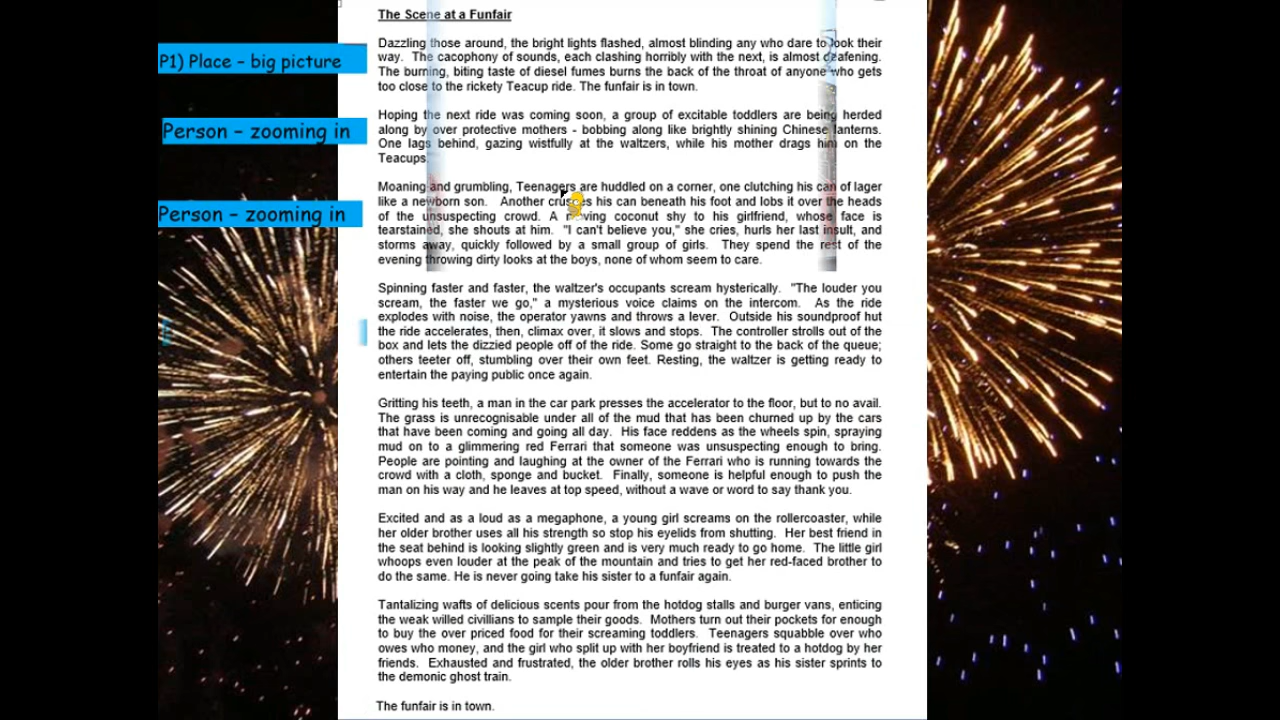 The Scene at a Funfair
P1) Place – big picture
Person – zooming in
Person – zooming in
Dazzling those around, the bright lights flashed, almost blinding any who dare to look their
way. The cacophony of sounds, each clashing horribly with the next, is almost deafening.
The burning, biting taste of diesel fumes burns the back of the throat of anyone who gets
too close to the rickety Teacup ride. The funfair is in town.
Hoping the next ride was coming soon, a group of excitable toddlers are being herded
along by over protective mothers - bobbing along like brightly shining Chinese lanterns.
One lags behind, gazing wistfully at the waltzers, while his mother drags him on the
Teacups.
Moaning and grumbling, Teenagers are huddled on a corner, one clutching his can of lager
like a newborn son. Another crushes his can beneath his foot and lobs it over the heads
of the unsuspecting crowd. A moving coconut shy to his girlfriend, whose face is
tearstained, she shouts at him. "I can't believe you," she cries, hurls her last insult, and
storms away, quickly followed by a small group of girls. They spend the rest of the
evening throwing dirty looks at the boys, none of whom seem to care.
Spinning faster and faster, the waltzer's occupants scream hysterically. "The louder you
scream, the faster we go," a mysterious voice claims on the intercom. As the ride
explodes with noise, the operator yawns and throws a lever. Outside his soundproof hut
the ride accelerates, then, climax over, it slows and stops. The controller strolls out of the
box and lets the dizzied people off of the ride. Some go straight to the back of the queue;
others teeter off, stumbling over their own feet. Resting, the waltzer is getting ready to
entertain the paying public once again.
Gritting his teeth, a man in the car park presses the accelerator to the floor, but to no avail.
The grass is unrecognisable under all of the mud that has been churned up by the cars
that have been coming and going all day. His face reddens as the wheels spin, spraying
mud on to a glimmering red Ferrari that someone was unsuspecting enough to bring.
People are pointing and laughing at the owner of the Ferrari who is running towards the
crowd with a cloth, sponge and bucket. Finally, someone is helpful enough to push the
man on his way and he leaves at top speed, without a wave or word to say thank you.
Excited and as a loud as a megaphone, a young girl screams on the rollercoaster, while
her older brother uses all his strength so stop his eyelids from shutting. Her best friend in
the seat behind is looking slightly green and is very much ready to go home. The little girl
whoops even louder at the peak of the mountain and tries to get her red-faced brother to
do the same. He is never going take his sister to a funfair again.
Tantalizing wafts of delicious scents pour from the hotdog stalls and burger vans, enticing
the weak willed civillians to sample their goods. Mothers turn out their pockets for enough
to buy the over priced food for their screaming toddlers. Teenagers squabble over who
owes who money, and the girl who split up with her boyfriend is treated to a hotdog by her
friends. Exhausted and frustrated, the older brother rolls his eyes as his sister sprints to
the demonic ghost train.
The funfair is in town.